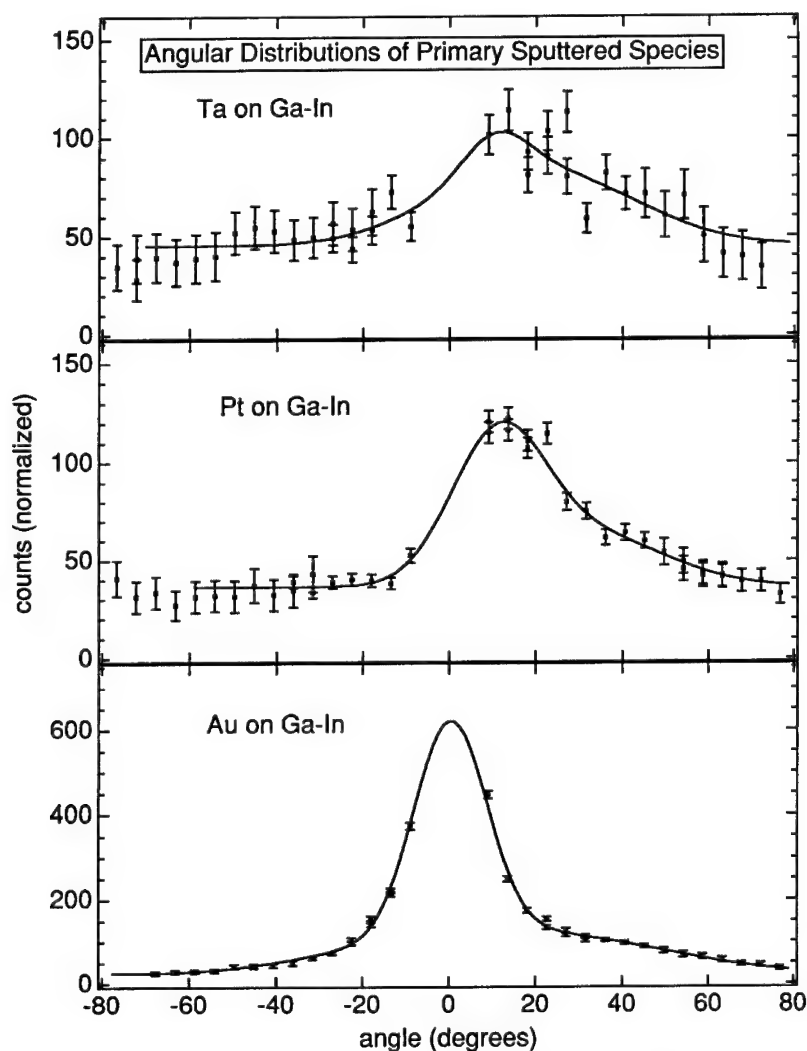 Angular Distributions of Primary Sputtered Species
Ta on Ga-In
150
100
50
0
Pt on Ga-In
150
100
50
0
counts (normalized)
Au on Ga-In
600
400
200
0
-80 -60 -40 -20 0 20 40 60 80
angle (degrees)